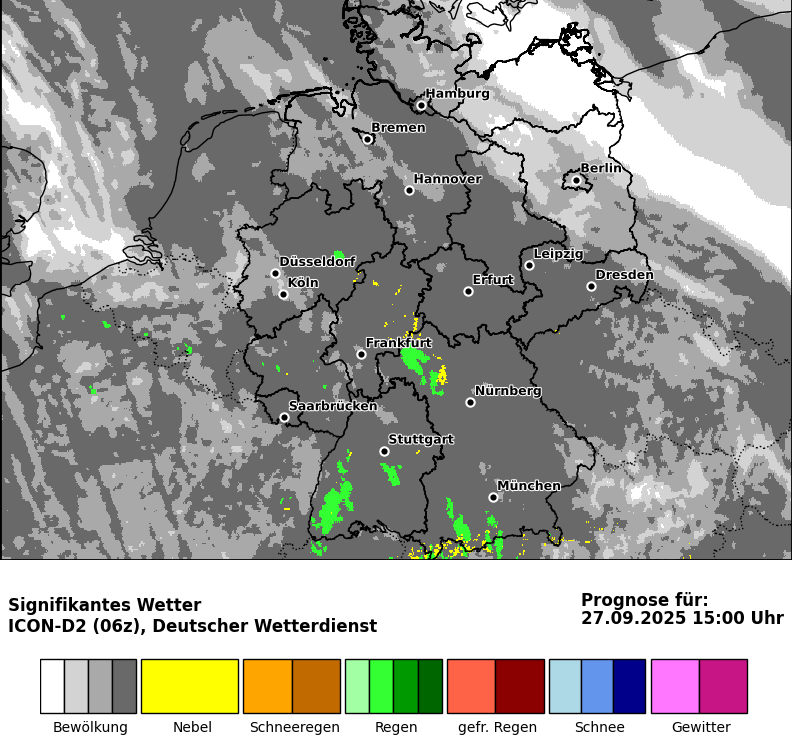 Hamburg
Bremen
Berlin
Hannover
Leipzig
Düsseldorf
Dresden
Köln
Erfurt
Frankfurt
Nürnberg
Saarbrücken
Stuttgart
München
Signifikantes Wetter
ICON-D2 (06z), Deutscher Wetterdienst
Prognose für:
27.09.2025 15:00 Uhr
Bewölkung
Nebel
Schneeregen
Regen
gefr. Regen
Schnee
Gewitter